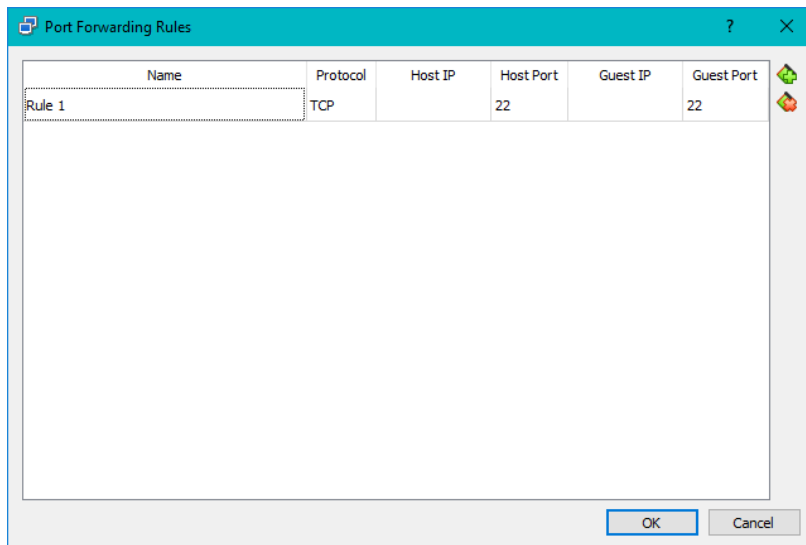 Port Forwarding Rules
Name Protocol Host IP Host Port Guest IP Guest Port
Rule 1 TCP 22 22
OK Cancel